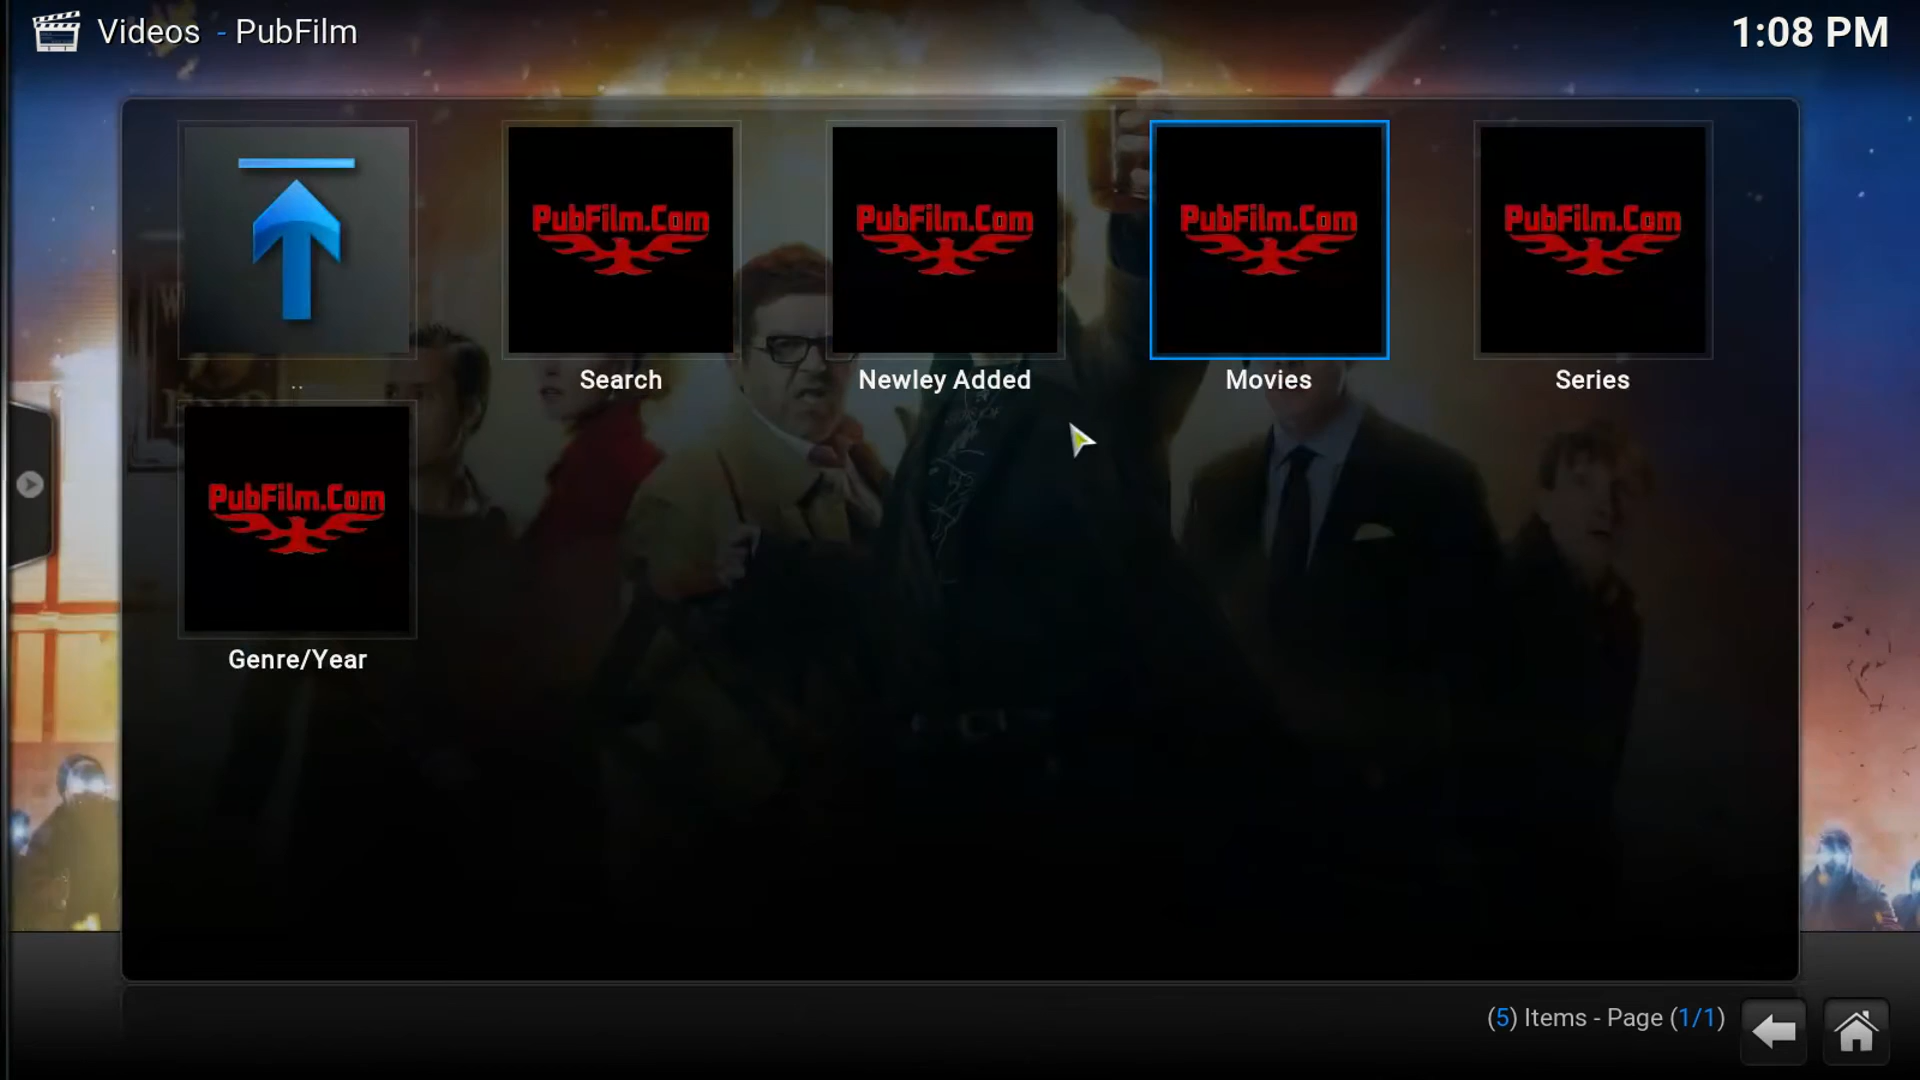 Videos - PubFilm
1:08 PM
PubFilm.Com
PubFilm.Com
PubFilm.Com
PubFilm.Com
..
Search
Newley Added
Movies
Series
PubFilm.Com
Genre/Year
(5) Items - Page (1/1)